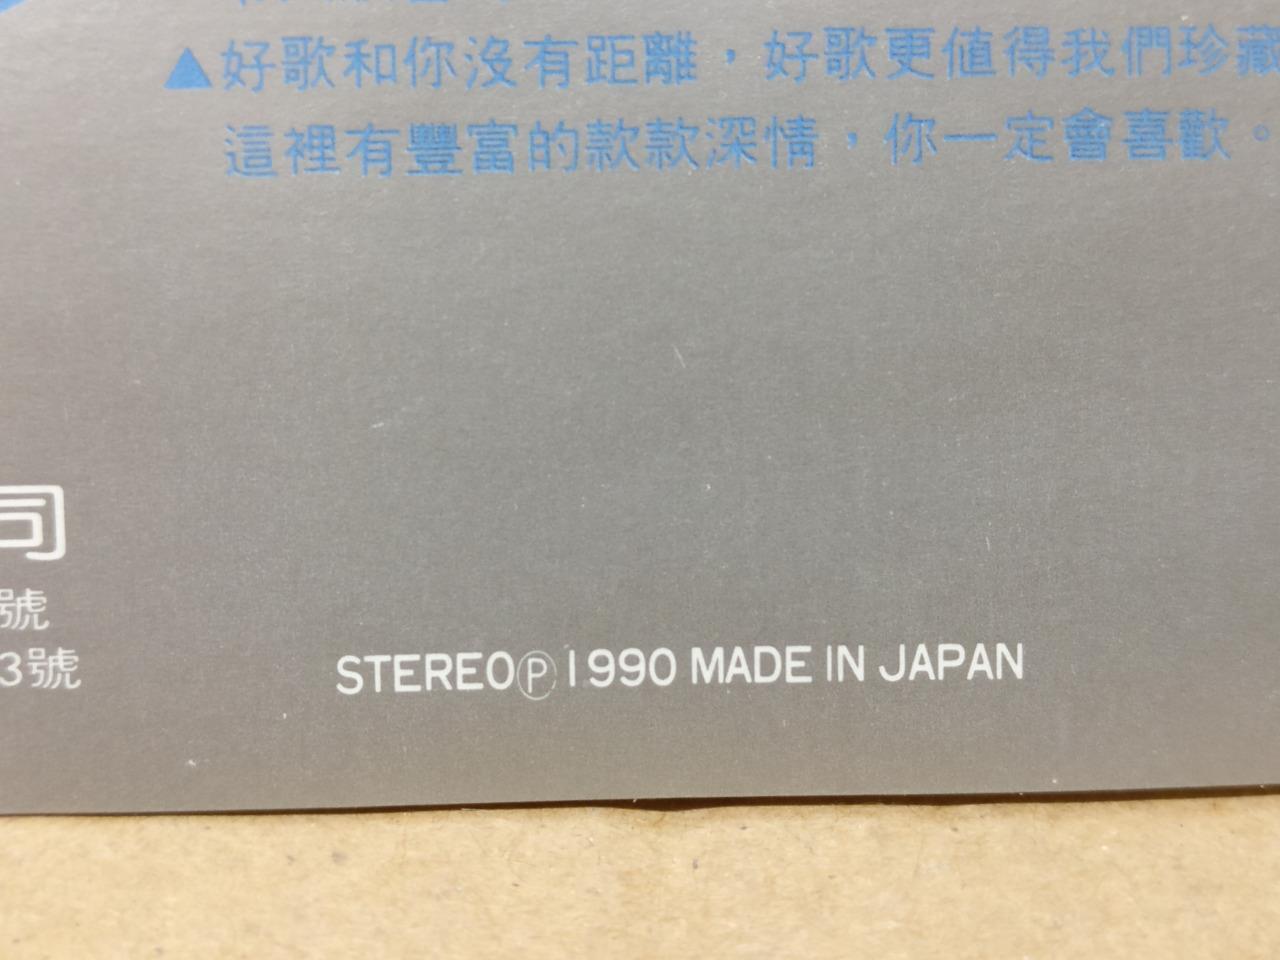 ▲好歌和你沒有距離，好歌更值得我們珍藏
這裡有豐富的款款深情，你一定會喜歡。
司
號
3號
STEREOⓅ1990 MADE IN JAPAN